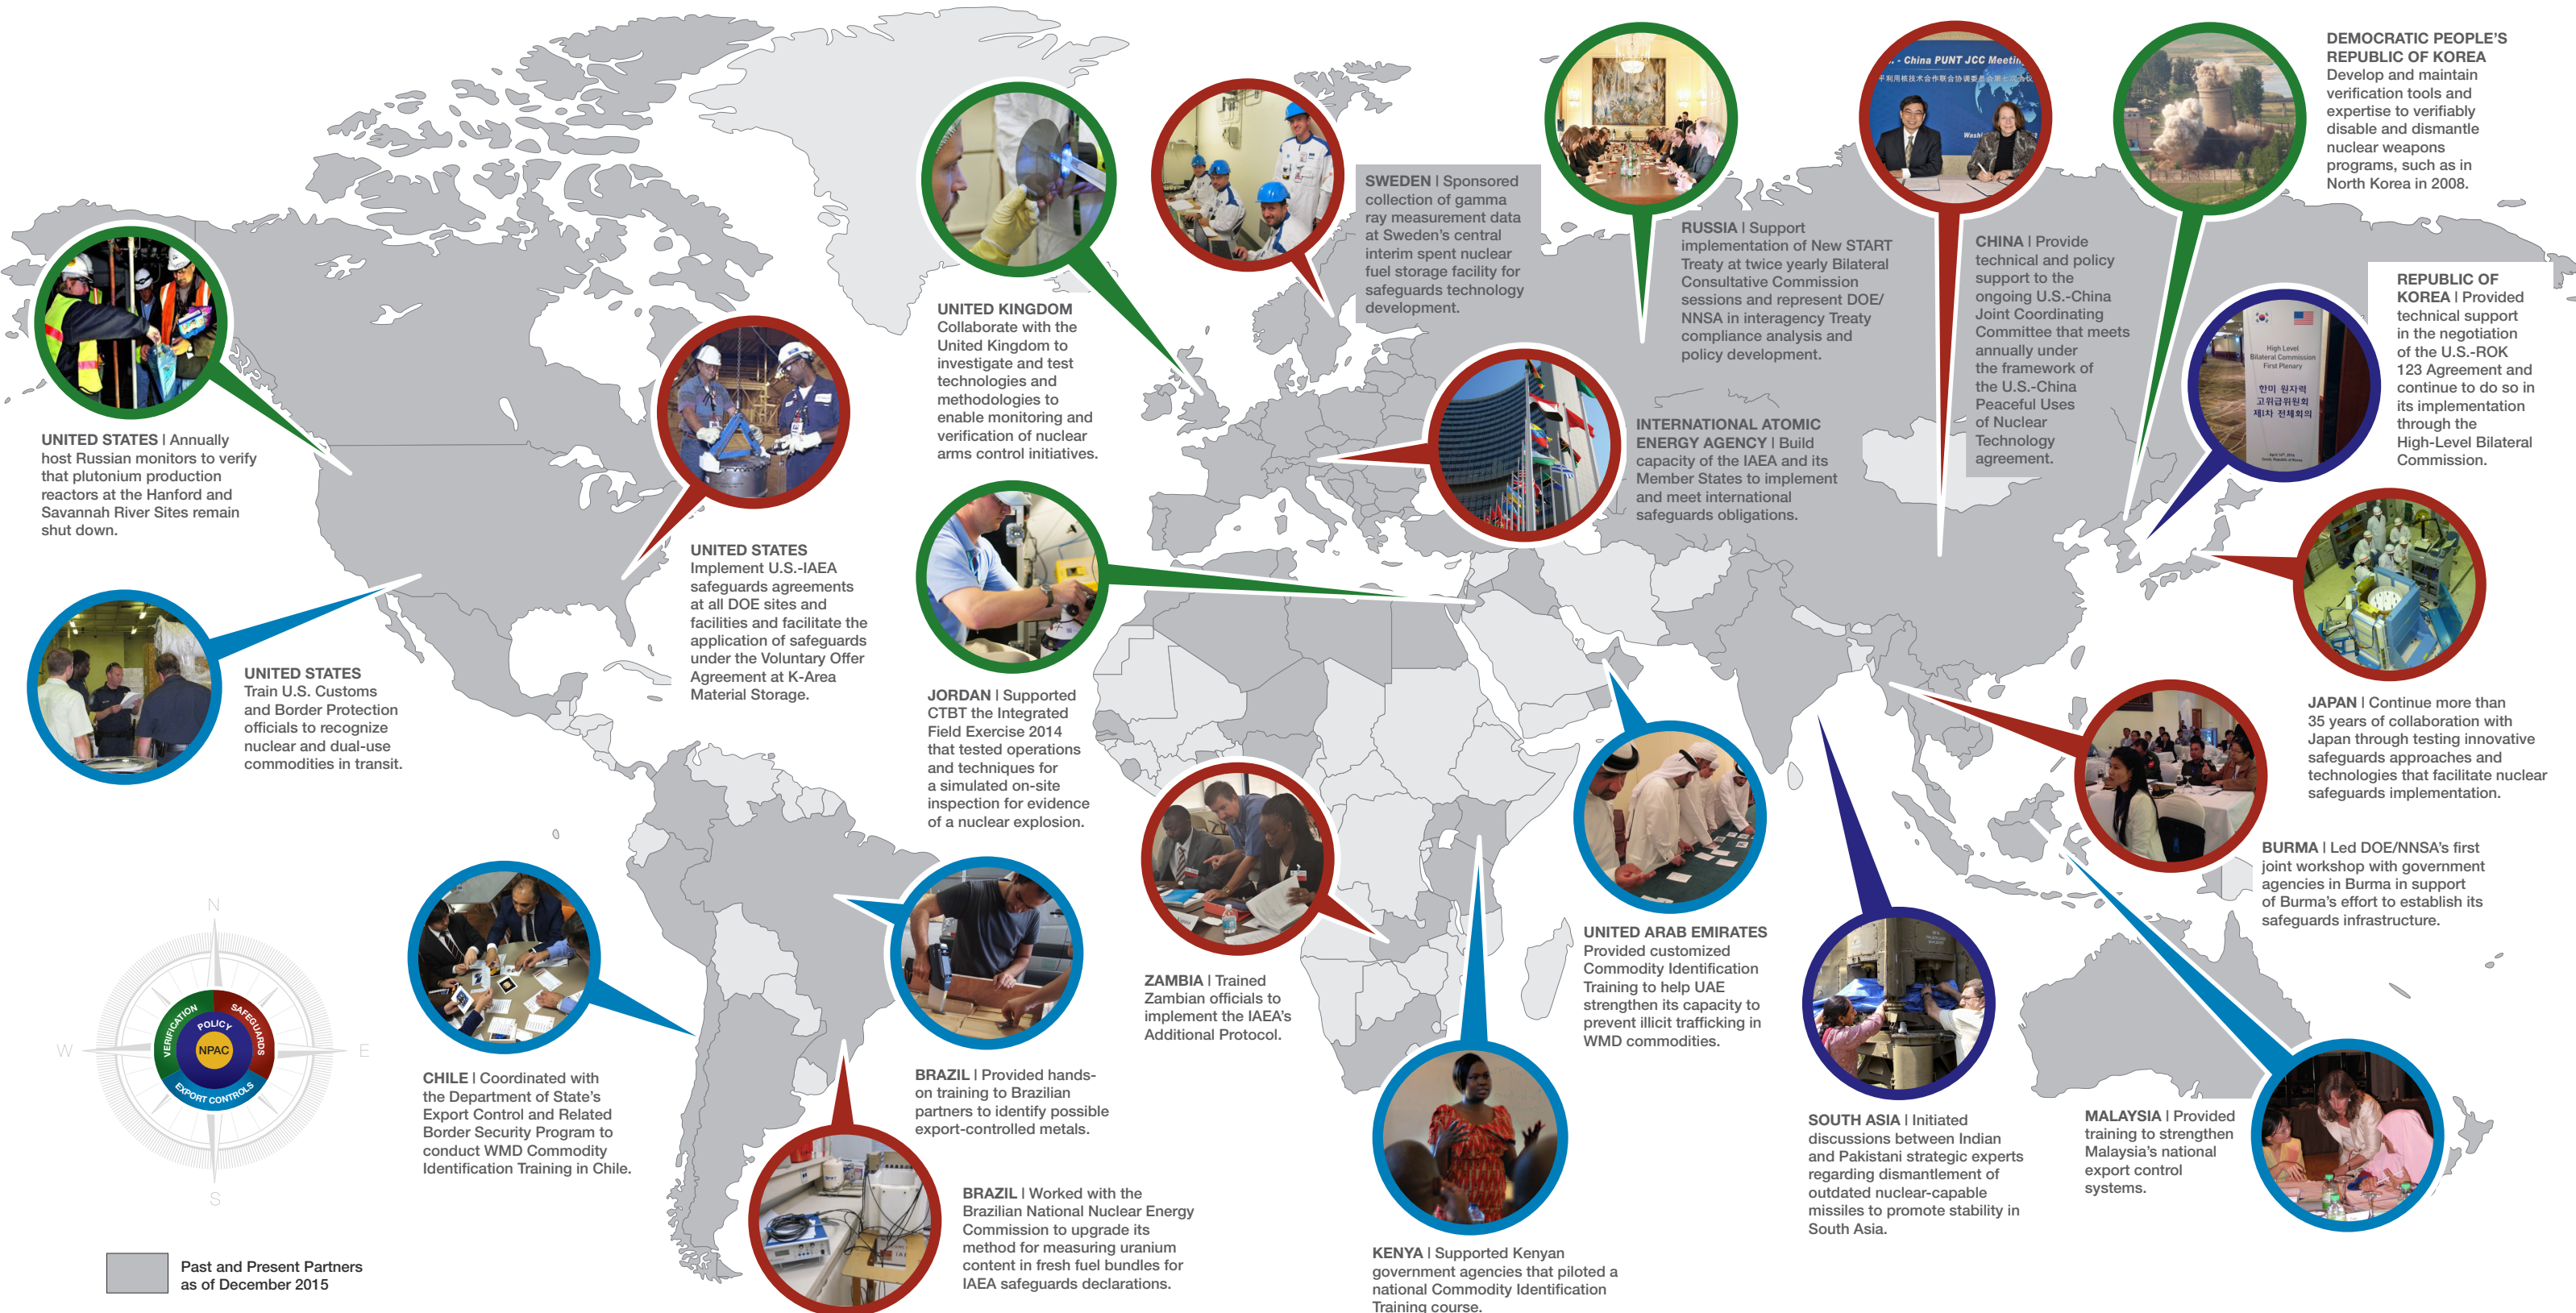 DEMOCRATIC PEOPLE'S
REPUBLIC OF KOREA
Develop and maintain
verification tools and
expertise to verifiably
disable and dismantle
nuclear weapons
programs, such as in
North Korea in 2008.
. - China PUNT JCC Meeting
平利用核技术合作联合协调委员会第七次会议
SWEDEN | Sponsored
collection of gamma
ray measurement data
at Sweden's central
interim spent nuclear
fuel storage facility for
safeguards technology
development.
RUSSIA | Support
implementation of New START
Treaty at twice yearly Bilateral
Consultative Commission
sessions and represent DOE/
NNSA in interagency Treaty
compliance analysis and
policy development.
CHINA | Provide
technical and policy
support to the
ongoing U.S.-China
Joint Coordinating
Committee that meets
annually under
the framework of
the U.S.-China
Peaceful Uses
of Nuclear
Technology
agreement.
REPUBLIC OF
KOREA | Provided
technical support
in the negotiation
of the U.S.-ROK
123 Agreement and
continue to do so in
its implementation
through the
High-Level Bilateral
Commission.
High Level
Bilateral Commission
First Plenary
한미 원자력
고위급위원회
제1차 전체회의
UNITED KINGDOM
Collaborate with the
United Kingdom to
investigate and test
technologies and
methodologies to
enable monitoring and
verification of nuclear
arms control initiatives.
UNITED STATES | Annually
host Russian monitors to verify
that plutonium production
reactors at the Hanford and
Savannah River Sites remain
shut down.
INTERNATIONAL ATOMIC
ENERGY AGENCY | Build
capacity of the IAEA and its
Member States to implement
and meet international
safeguards obligations.
UNITED STATES
Implement U.S.-IAEA
safeguards agreements
at all DOE sites and
facilities and facilitate the
application of safeguards
under the Voluntary Offer
Agreement at K-Area
Material Storage.
UNITED STATES
Train U.S. Customs
and Border Protection
officials to recognize
nuclear and dual-use
commodities in transit.
JORDAN | Supported
CTBT the Integrated
Field Exercise 2014
that tested operations
and techniques for
a simulated on-site
inspection for evidence
of a nuclear explosion.
JAPAN | Continue more than
35 years of collaboration with
Japan through testing innovative
safeguards approaches and
technologies that facilitate nuclear
safeguards implementation.
BURMA | Led DOE/NNSA's first
joint workshop with government
agencies in Burma in support
of Burma's effort to establish its
safeguards infrastructure.
UNITED ARAB EMIRATES
Provided customized
Commodity Identification
Training to help UAE
strengthen its capacity to
prevent illicit trafficking in
WMD commodities.
ZAMBIA | Trained
Zambian officials to
implement the IAEA's
Additional Protocol.
N
W
E
S
VERIFICATION
SAFEGUARDS
POLICY
NPAC
EXPORT CONTROLS
CHILE | Coordinated with
the Department of State's
Export Control and Related
Border Security Program to
conduct WMD Commodity
Identification Training in Chile.
BRAZIL | Provided hands-
on training to Brazilian
partners to identify possible
export-controlled metals.
BRAZIL | Worked with the
Brazilian National Nuclear Energy
Commission to upgrade its
method for measuring uranium
content in fresh fuel bundles for
IAEA safeguards declarations.
SOUTH ASIA | Initiated
discussions between Indian
and Pakistani strategic experts
regarding dismantlement of
outdated nuclear-capable
missiles to promote stability in
South Asia.
MALAYSIA | Provided
training to strengthen
Malaysia's national
export control
systems.
KENYA | Supported Kenyan
government agencies that piloted a
national Commodity Identification
Training course.
Past and Present Partners
as of December 2015